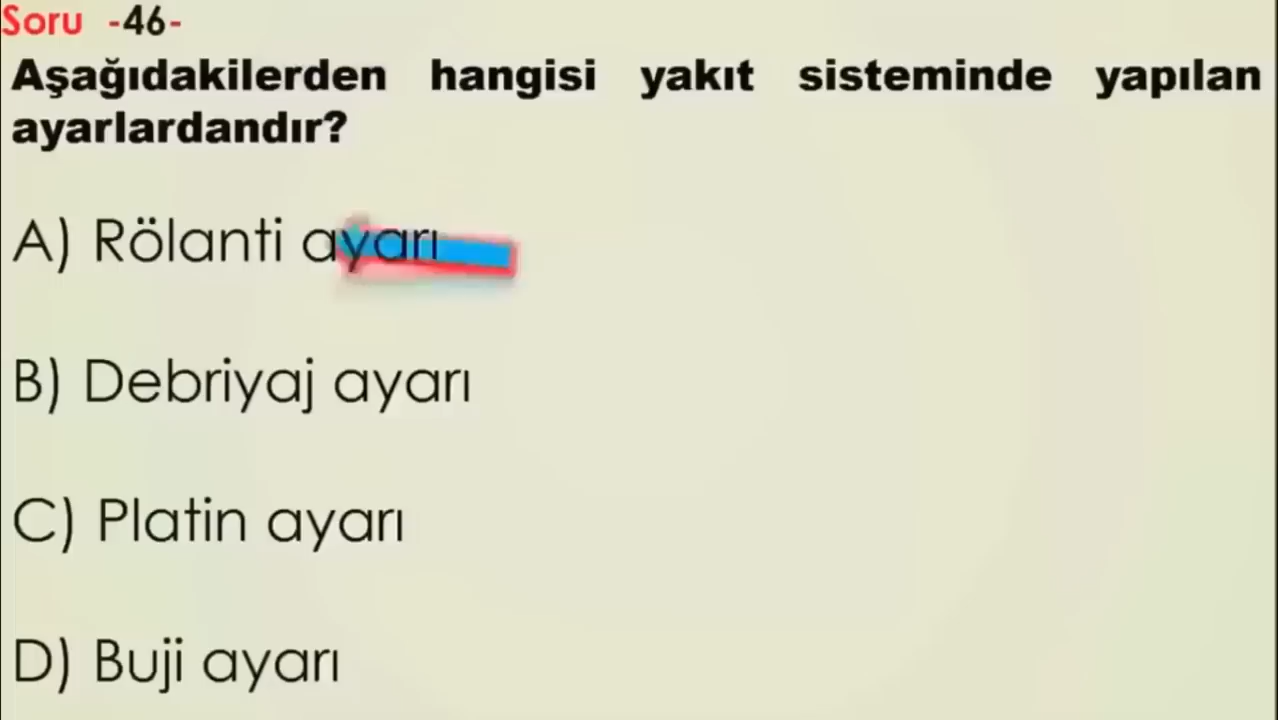 Soru -46-
Aşağıdakilerden hangisi yakıt sisteminde yapılan
ayarlardandır?
A) Rölanti ayarı
B) Debriyaj ayarı
C) Platin ayarı
D) Buji ayarı